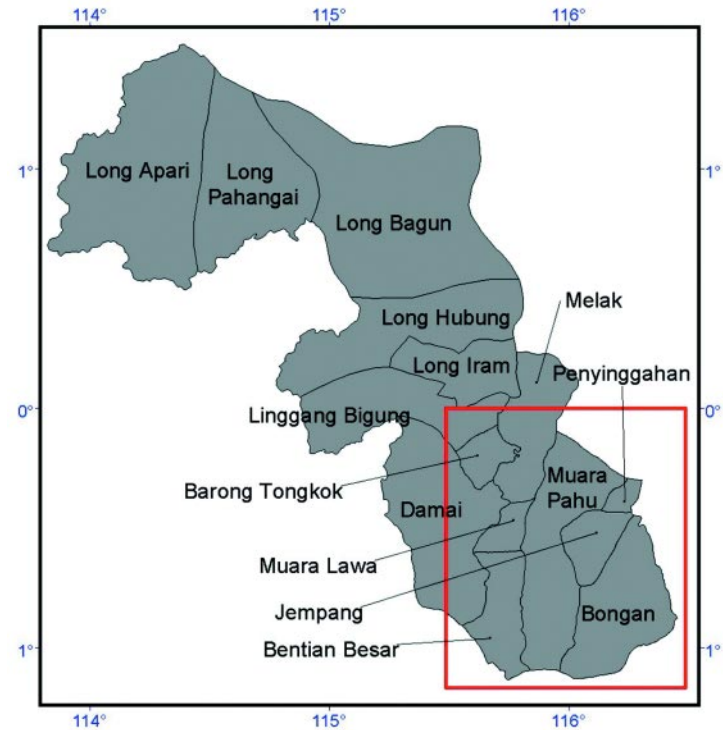 114°
115°
116°
1°
1°
Long Apari
Long
Pahangai
Long Bagun
Long Hubung
Melak
Long Iram
Penyinggahan
0°
0°
Linggang Bigung
Barong Tongkok
Damai
Muara
Pahu
Muara Lawa
Jempang
Bongan
Bentian Besar
1°
1°
114°
115°
116°